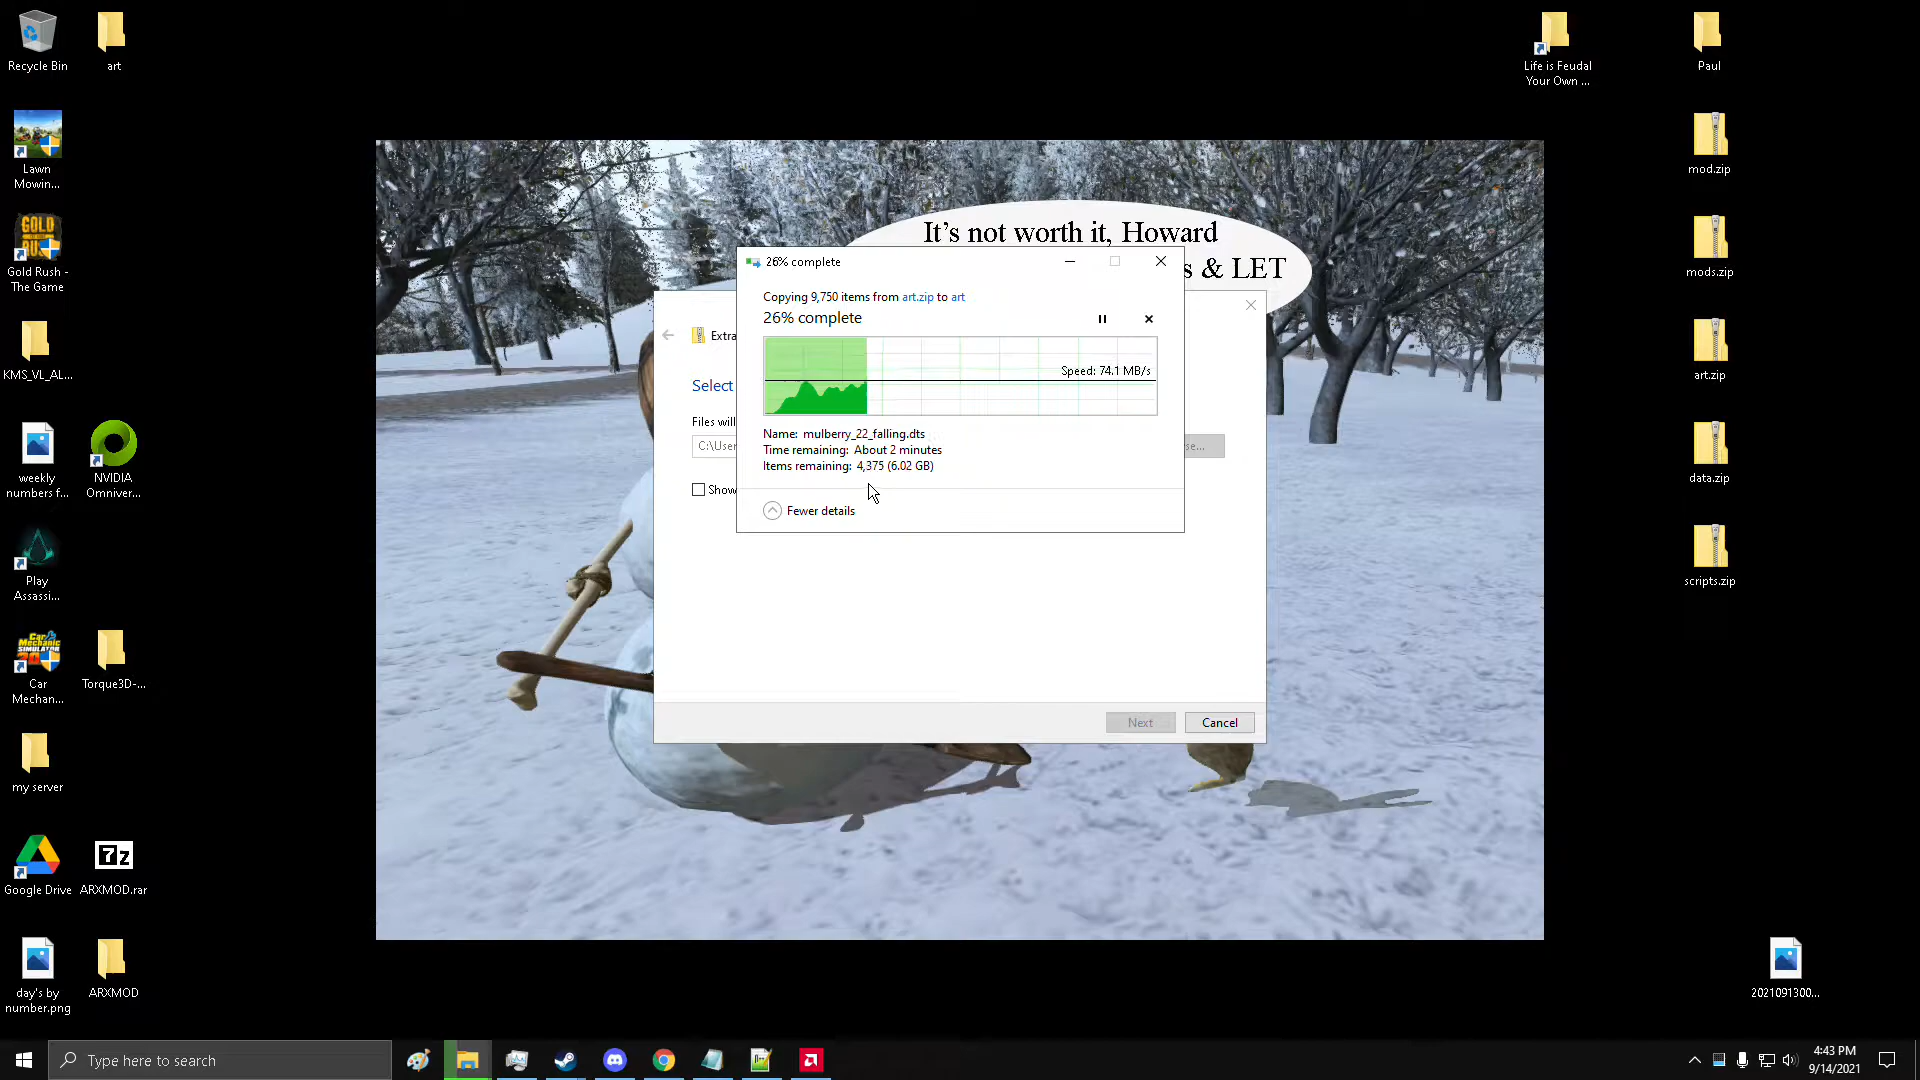 Recycle Bin
art
Life is Feudal
Your Own ...
Paul
Lawn
Mowin...
mod.zip
It's not worth it, Howard
s & LET
26% complete
Copying 9,750 items from art.zip to art
26% complete
Speed: 74.1 MB/s
Name: mulberry_22_falling.dts
Time remaining: About 2 minutes
Items remaining: 4,375 (6.02 GB)
Fewer details
Extra
Select
Files will
C:\User
se...
Show
Next
Cancel
GOLD
RUSH
Gold Rush -
The Game
mods.zip
KMS_VL_AL...
art.zip
weekly
numbers f...
NVIDIA
Omniver...
data.zip
Play
Assassi...
scripts.zip
Car
Mechan...
Torque3D-...
my server
Google Drive
7z
ARXMOD.rar
day's by
number.png
ARXMOD
2021091300...
Type here to search
4:43 PM
9/14/2021